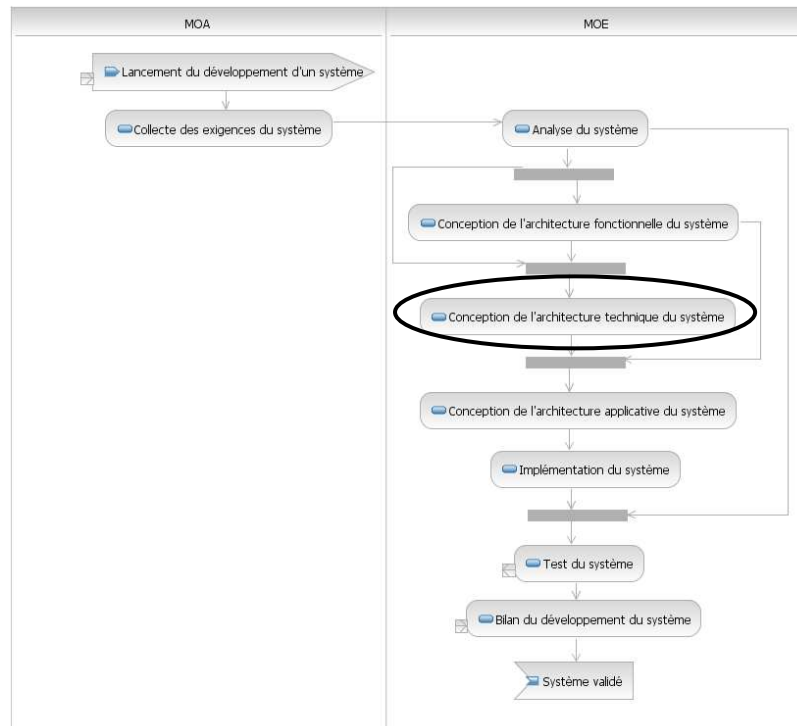 MOA
MOE
Lancement du développement d'un système
Collecte des exigences du système
Analyse du système
Conception de l'architecture fonctionnelle du système
Conception de l'architecture technique du système
Conception de l'architecture applicative du système
Implémentation du système
Test du système
Bilan du développement du système
Système validé